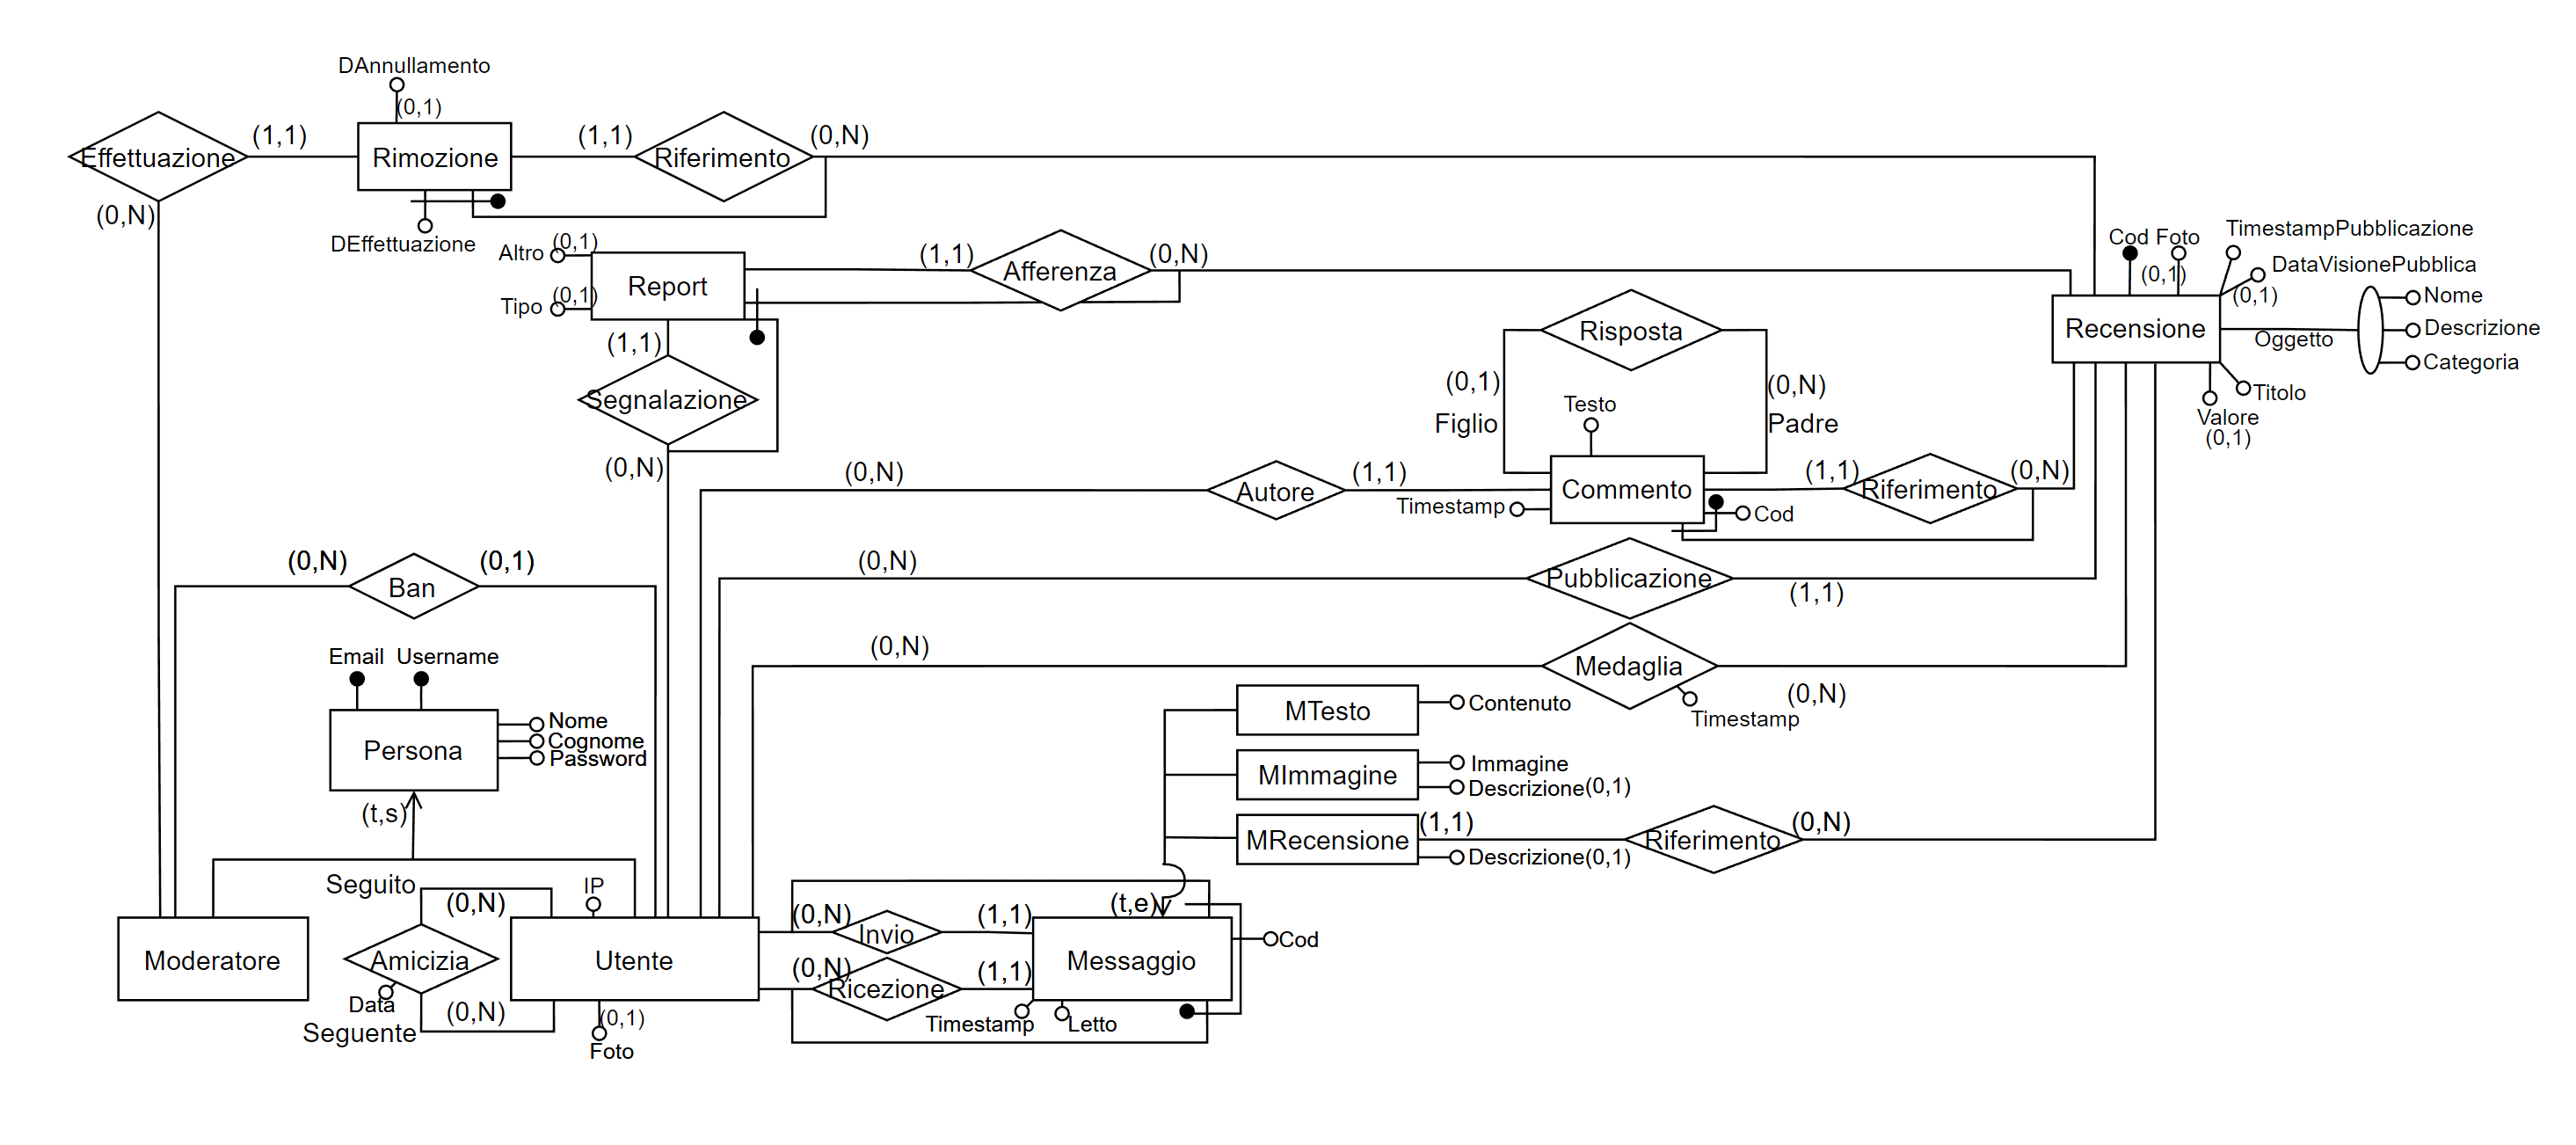 DAnnullamento
(0,1)
Effettuazione
(1,1)
Rimozione
(1,1)
Riferimento
(0,N)
(0,N)
DEffettuazione
Altro
(0,1)
Tipo
(0,1)
Report
(1,1)
Afferenza
(0,N)
(1,1)
Segnalazione
(0,N)
TimestampPubblicazione
Cod
Foto
(0,1)
DataVisionePubblica
(0,1)
Nome
Recensione
Oggetto
Descrizione
Categoria
Titolo
Valore
(0,1)
Risposta
(0,1)
(0,N)
Figlio
Padre
Testo
(0,N)
Autore
(1,1)
Commento
(1,1)
Riferimento
(0,N)
Timestamp
Cod
(0,N)
Ban
(0,1)
(0,N)
Pubblicazione
(1,1)
(0,N)
Medaglia
(0,N)
Timestamp
Email
Username
Persona
Nome
Cognome
Password
(t,s)
MTesto
Contenuto
MImmagine
Immagine
Descrizione(0,1)
MRecensione
(1,1)
Descrizione(0,1)
Riferimento
(0,N)
Seguito
(0,N)
IP
(t,e)
Moderatore
Amicizia
Data
Seguente
(0,N)
Utente
(0,1)
Foto
(0,N)
Invio
(1,1)
(0,N)
Ricezione
(1,1)
Messaggio
Cod
Timestamp
Letto